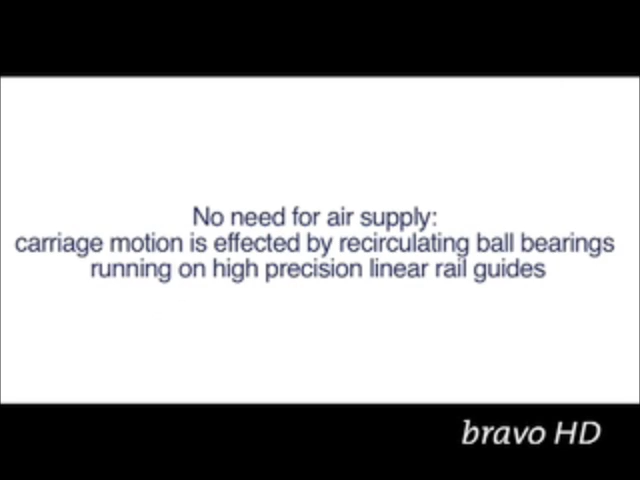 No need for air supply:
carriage motion is effected by recirculating ball bearings
running on high precision linear rail guides
bravo HD